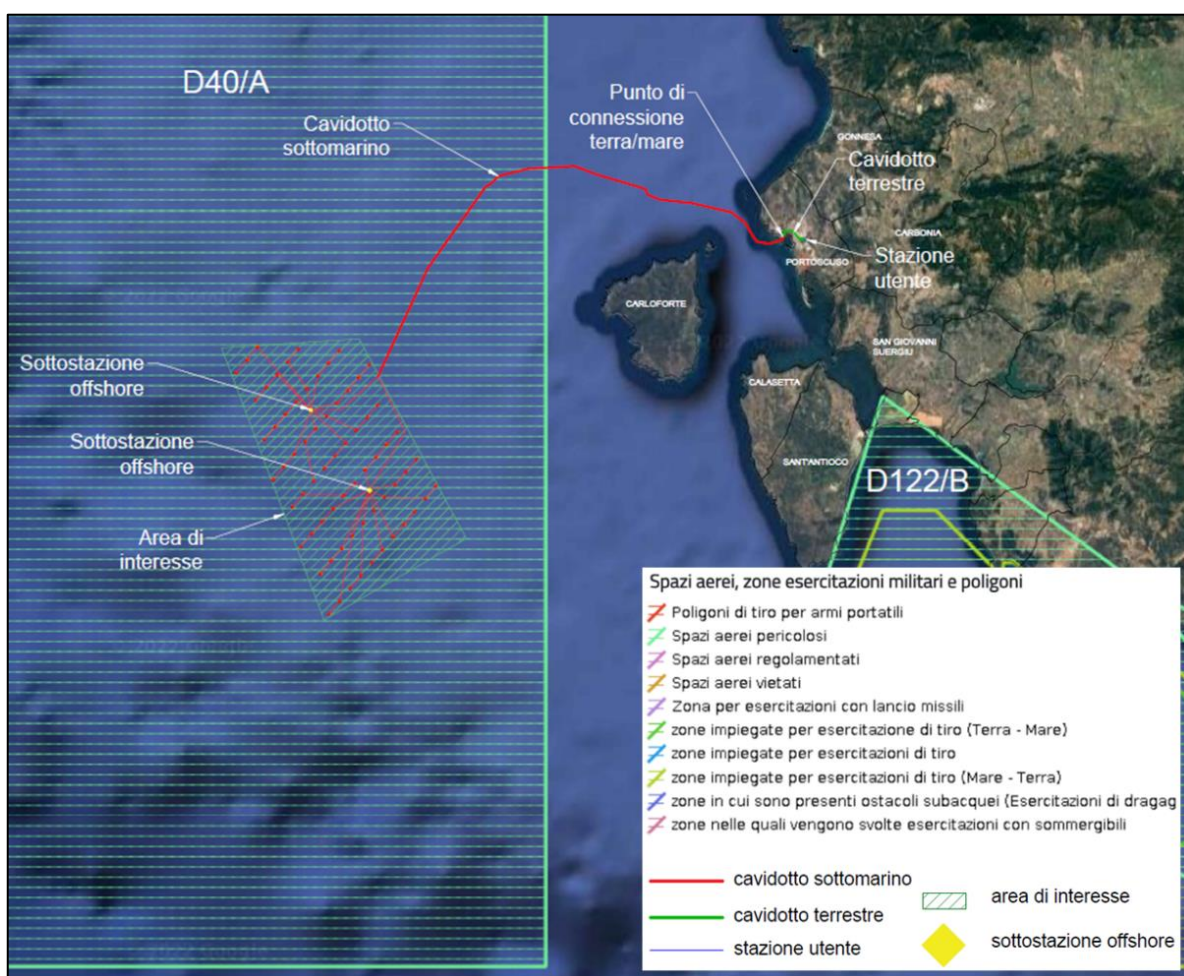 D40/A
Cavidotto
sottomarino
Punto di
connessione
terra/mare
GONNESA
Cavidotto
terrestre
CARBONIA
Stazione
utente
PORTOSCUSO
CARLOFORTE
SAN GIOVANNI
SUERGIU
CALASETTA
SANT'ANTIOCO
Sottostazione
offshore
Sottostazione
offshore
Area di
interesse
D122/B
Spazi aerei, zone esercitazioni militari e poligoni
Poligoni di tiro per armi portatili
Spazi aerei pericolosi
Spazi aerei regolamentati
Spazi aerei vietati
Zona per esercitazioni con lancio missili
zone impiegate per esercitazione di tiro (Terra - Mare)
zone impiegate per esercitazioni di tiro
zone impiegate per esercitazioni di tiro (Mare - Terra)
zone in cui sono presenti ostacoli subacquei (Esercitazioni di dragag
zone nelle quali vengono svolte esercitazioni con sommergibili
cavidotto sottomarino
cavidotto terrestre
stazione utente
area di interesse
sottostazione offshore